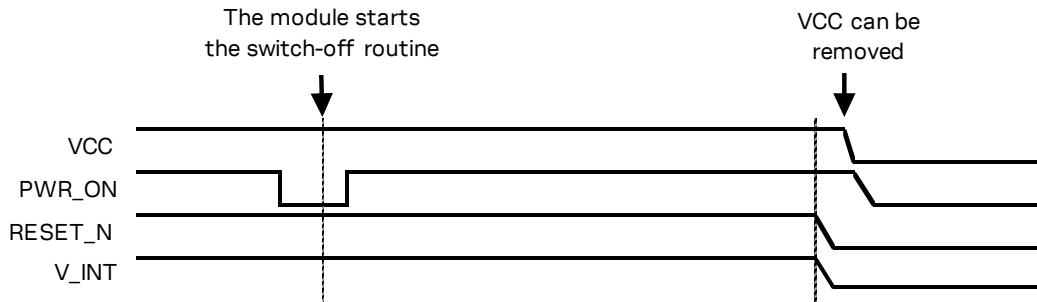 The module starts
the switch-off routine
VCC can be
removed
VCC
PWR_ON
RESET_N
V_INT